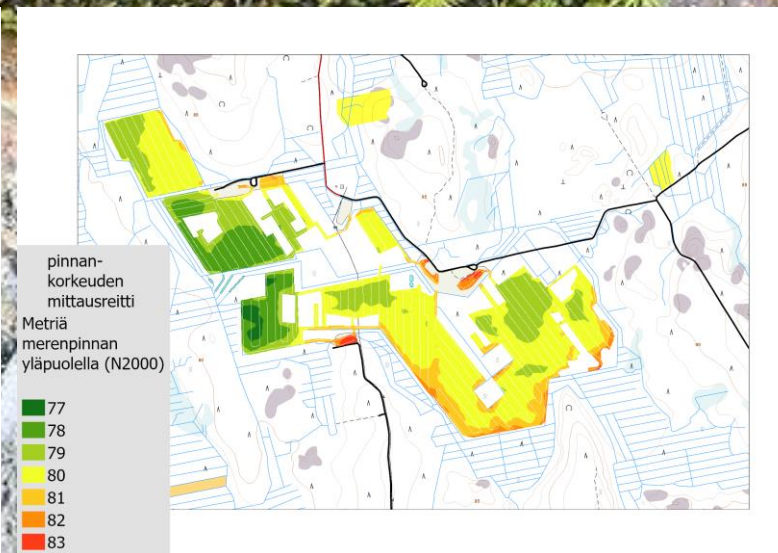 pinnan-
korkeuden
mittausreitti
Metriä
merenpinnan
yläpuolella (N2000)
77
78
79
80
81
82
83